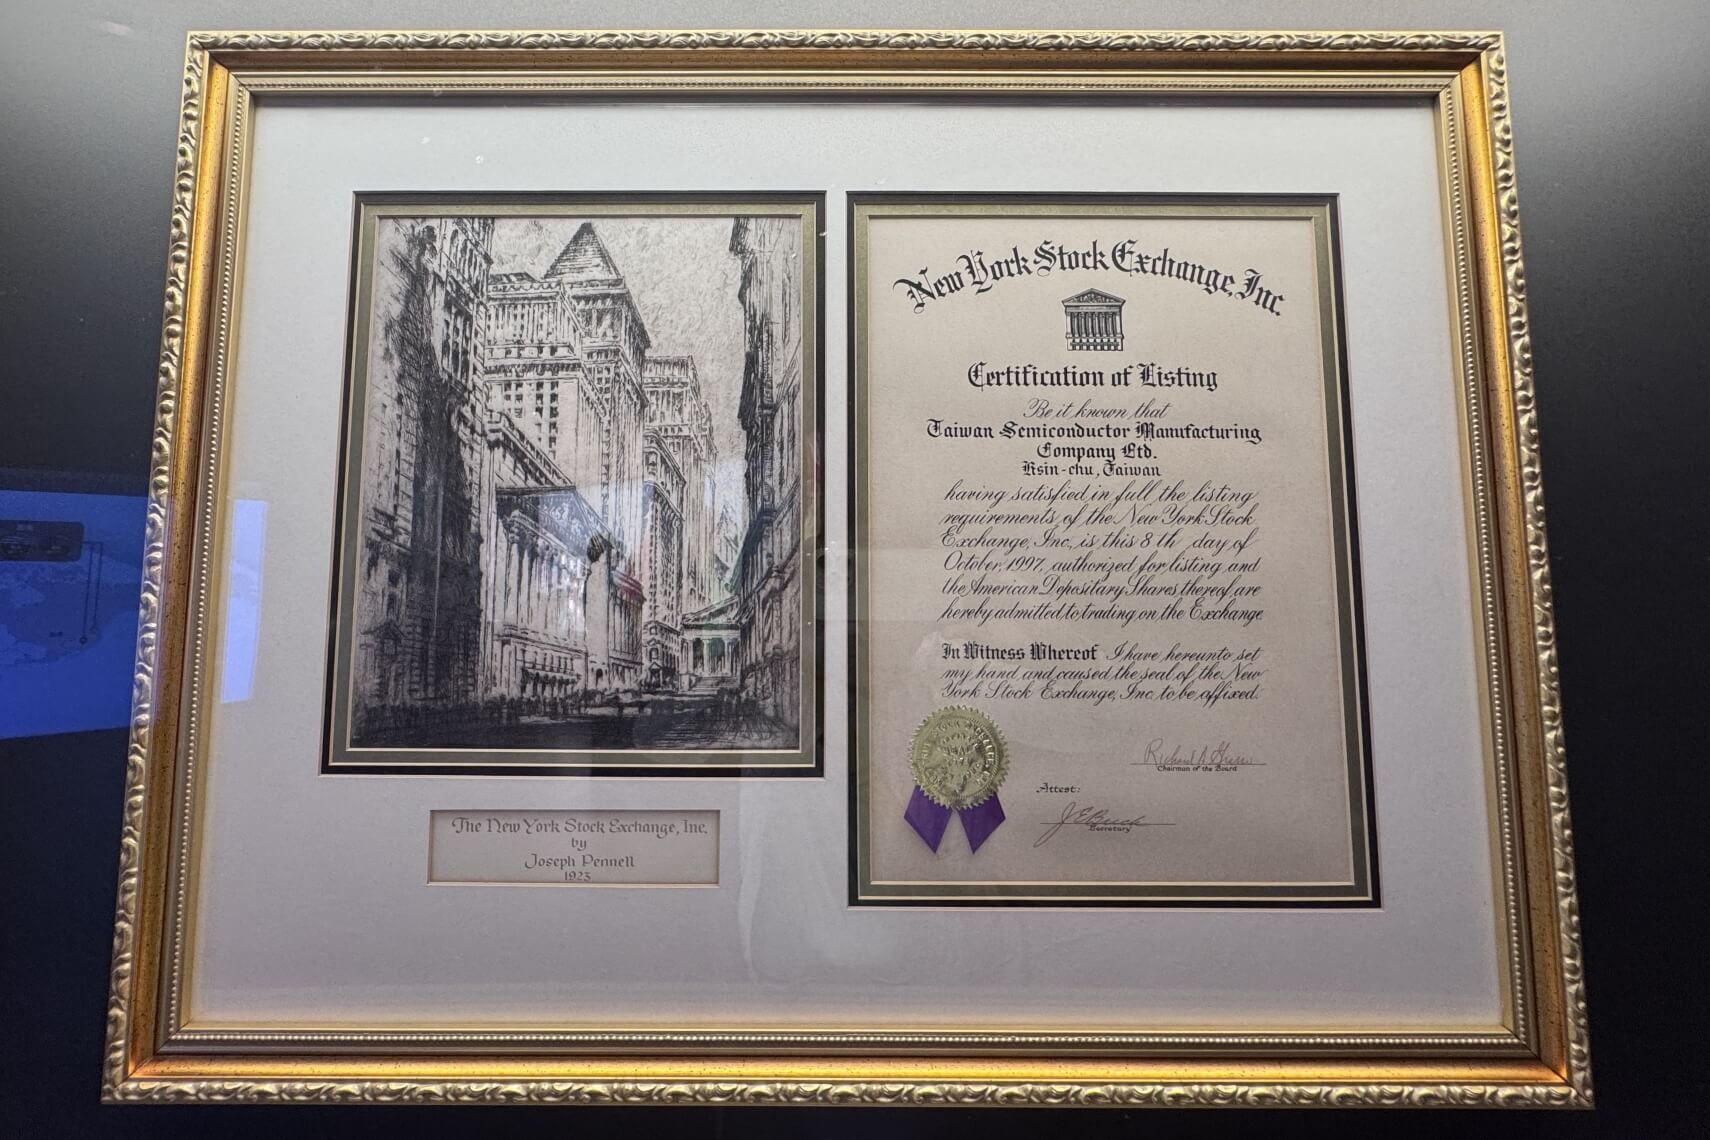 The New York Stock Exchange, Inc.
by
Joseph Pennell
1923
New York Stock Exchange, Inc.
Certification of Listing
Be it known that
Taiwan Semiconductor Manufacturing
Company Ltd.
Hsin-chu, Taiwan
having satisfied in full the listing
requirements of the New York Stock
Exchange, Inc., is this 8th day of
October, 1997, authorized for listing and
the American Depositary Shares thereof, are
hereby admitted to trading on the Exchange.
In Witness Whereof I have hereunto set
my hand and caused the seal of the New
York Stock Exchange, Inc. to be affixed.
Richard A. Grasso
Chairman of the Board
Attest:
Secretary